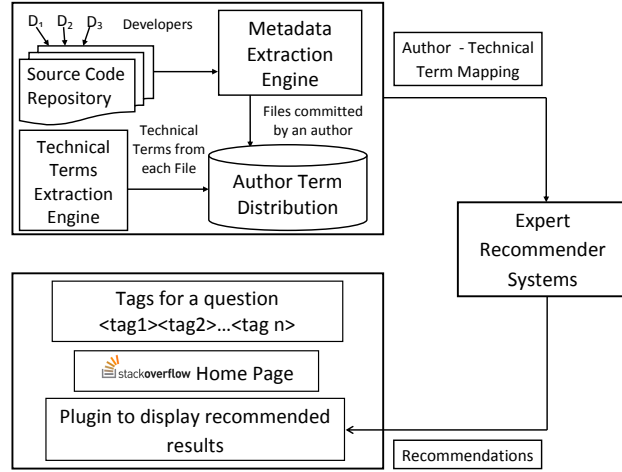 D₁ D₂ D₃ Developers
Source Code
Repository
Metadata
Extraction
Engine
Author - Technical
Term Mapping
Files committed
by an author
Technical
Terms from
each File
Technical
Terms
Extraction
Engine
Author Term
Distribution
Expert
Recommender
Systems
Tags for a question
<tag1><tag2>...<tag n>
stackoverflow Home Page
Plugin to display recommended
results
Recommendations